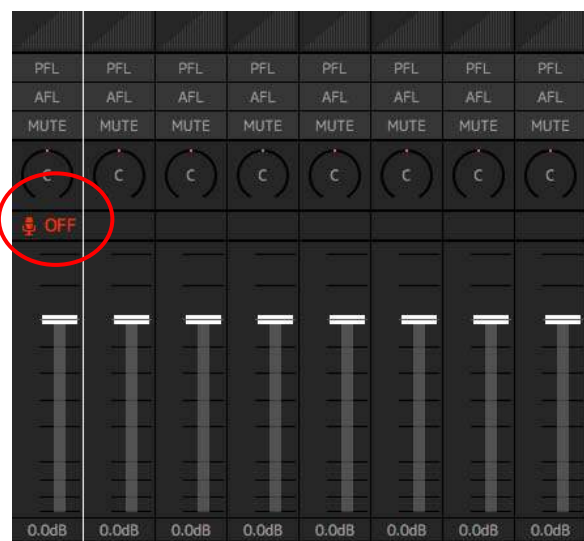 PFL PFL PFL PFL PFL PFL PFL PFL
AFL AFL AFL AFL AFL AFL AFL AFL
MUTE MUTE MUTE MUTE MUTE MUTE MUTE MUTE
C C C C C C C C
OFF
0.0dB 0.0dB 0.0dB 0.0dB 0.0dB 0.0dB 0.0dB 0.0dB